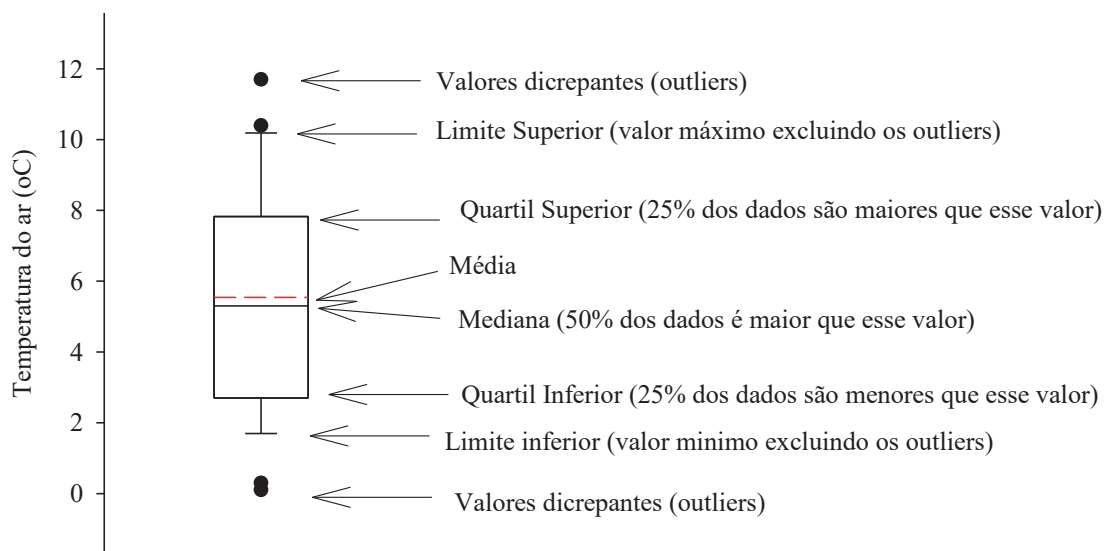 12
Valores dicrepantes (outliers)
Limite Superior (valor máximo excluindo os outliers)
10
Quartil Superior (25% dos dados são maiores que esse valor)
8
Média
6
Mediana (50% dos dados é maior que esse valor)
4
Quartil Inferior (25% dos dados são menores que esse valor)
2
Limite inferior (valor minimo excluindo os outliers)
0
Valores dicrepantes (outliers)
Temperatura do ar (oC)